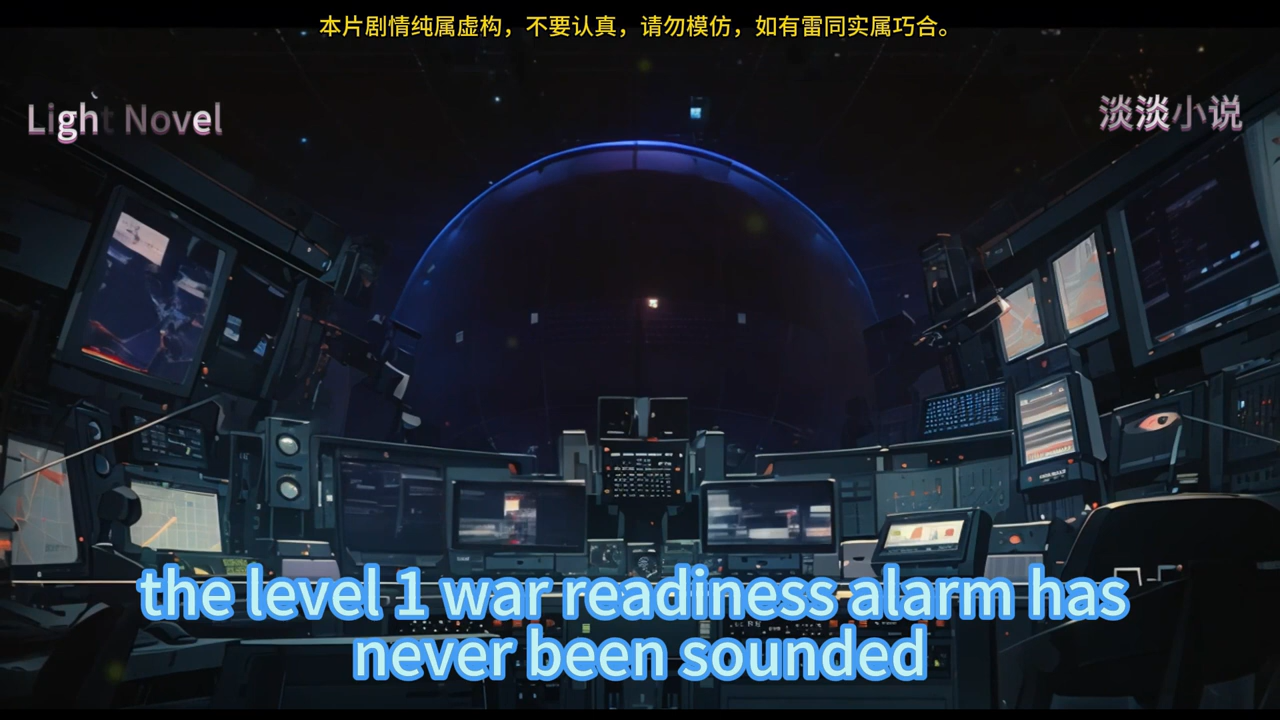 本片剧情纯属虚构，不要认真，请勿模仿，如有雷同实属巧合。
Light Novel
淡淡小说
the level 1 war readiness alarm has
never been sounded